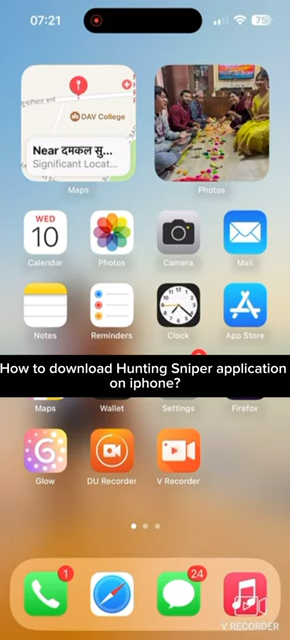 07:21
75
DAV College
Near दमकल सु...
Significant Locat...
Maps
Photos
WED
10
Calendar
Photos
Camera
Mail
Notes
Reminders
Clock
App Store
How to download Hunting Sniper application
on iphone?
Maps
Wallet
Settings
Firefox
Glow
DU Recorder
V Recorder
1
24
V RECORDER